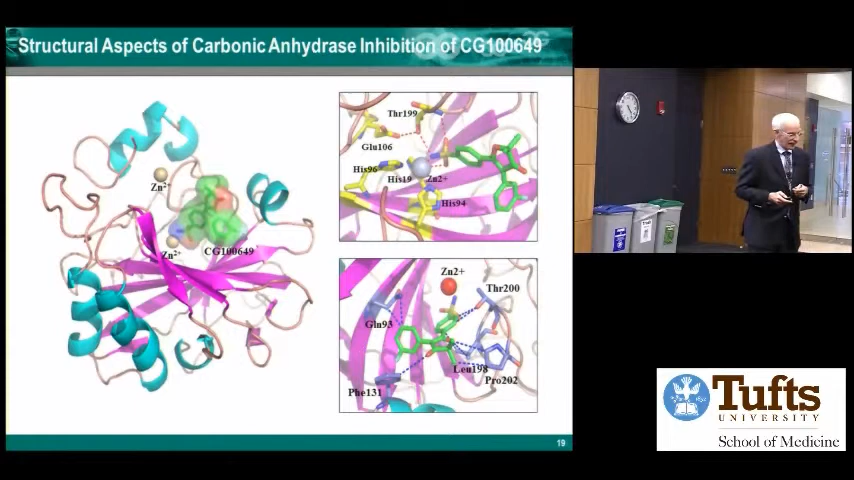 Structural Aspects of Carbonic Anhydrase Inhibition of CG100649
Zn2+
Zn2+
CG100649
Thr199
Glu106
His96
His19
Zn2+
His94
Zn2+
Thr200
Gln93
Leu198
Pro202
Phe131
19
Tufts
UNIVERSITY
School of Medicine